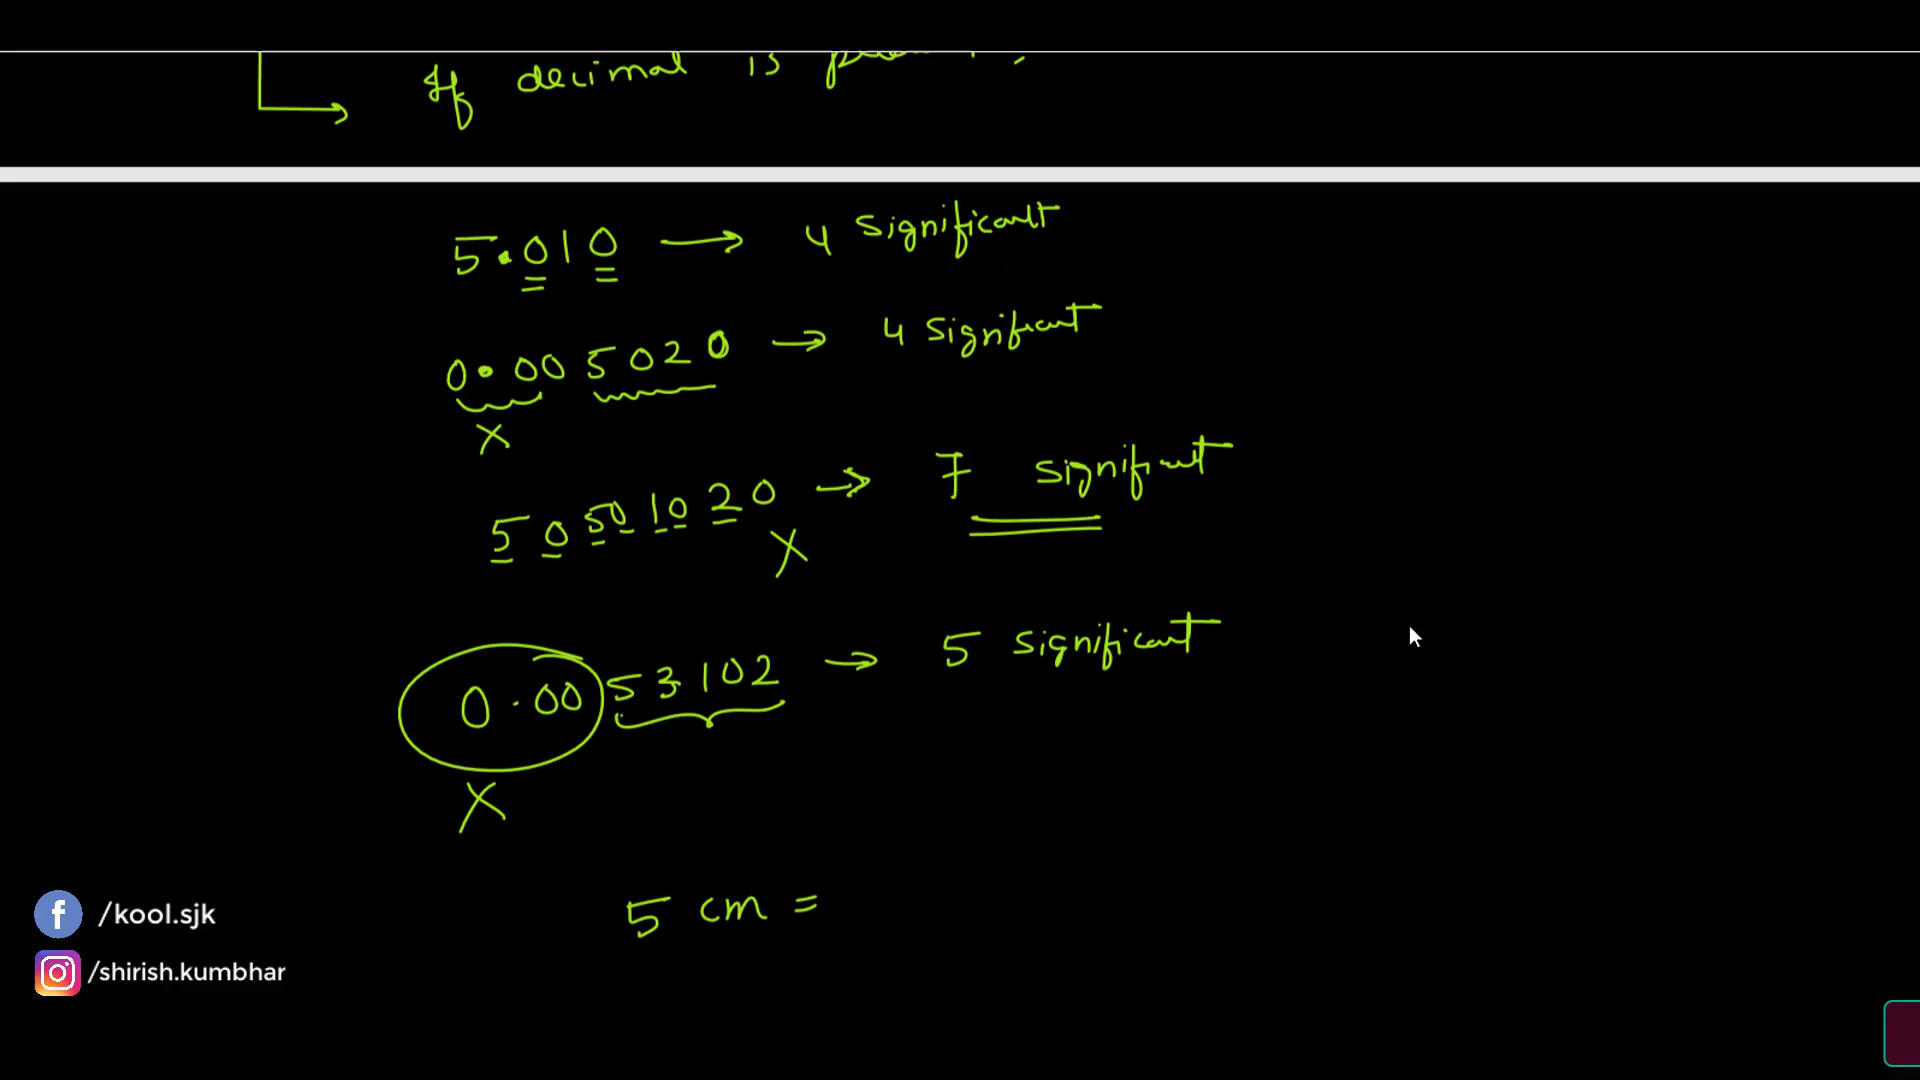 If decimal is
5.010 → 4 significant
0.005020 → 4 significant
X
50501020 → 7 significant
X
0.0053102 → 5 significant
X
5 cm =
/kool.sjk
/shirish.kumbhar